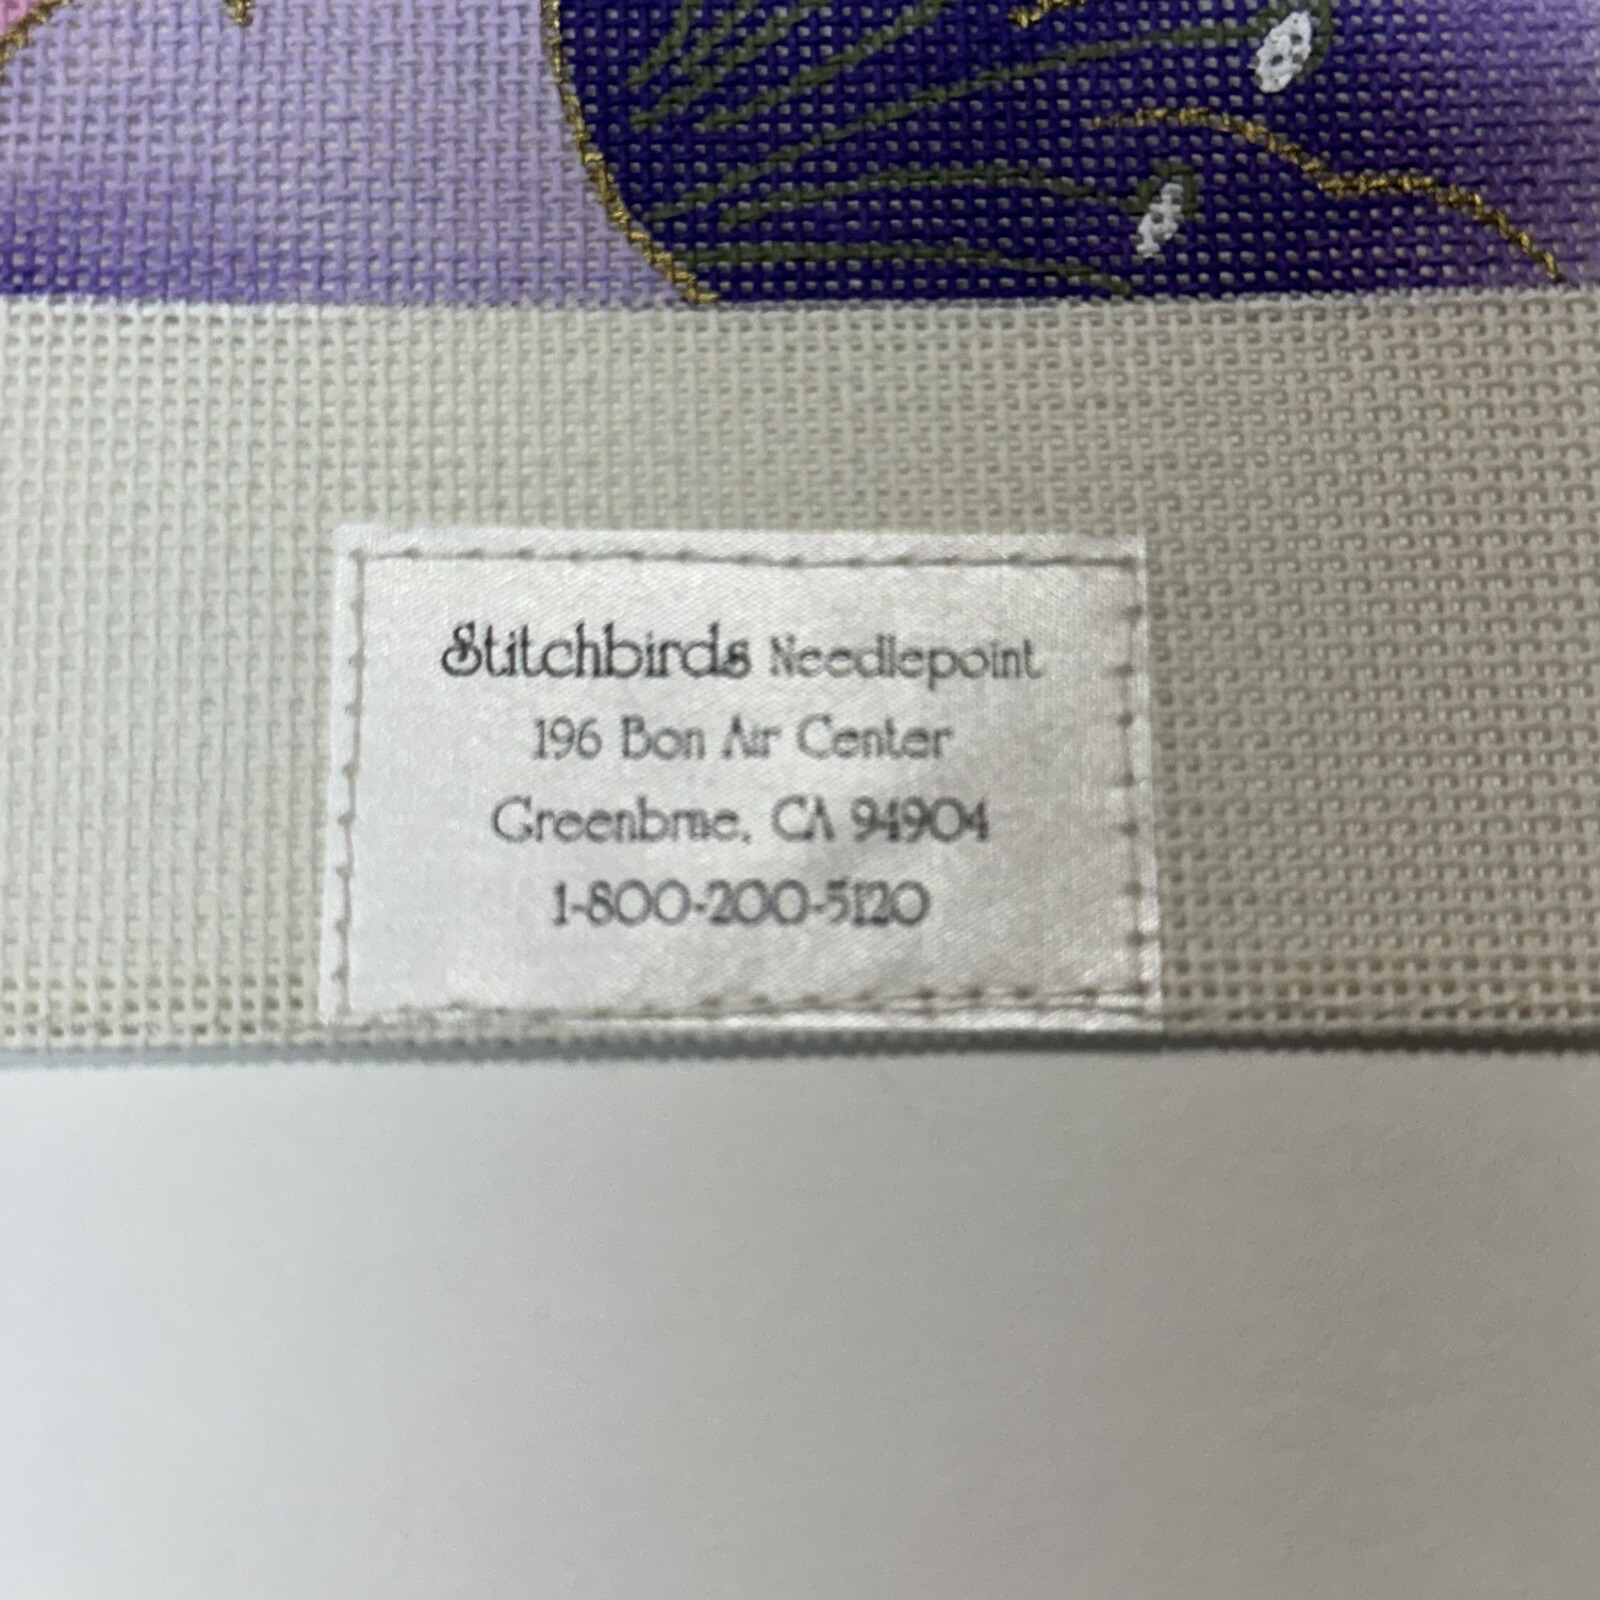 Stitchbirds Needlepoint
196 Bon Air Center
Greenbrae, CA 94904
1-800-200-5120